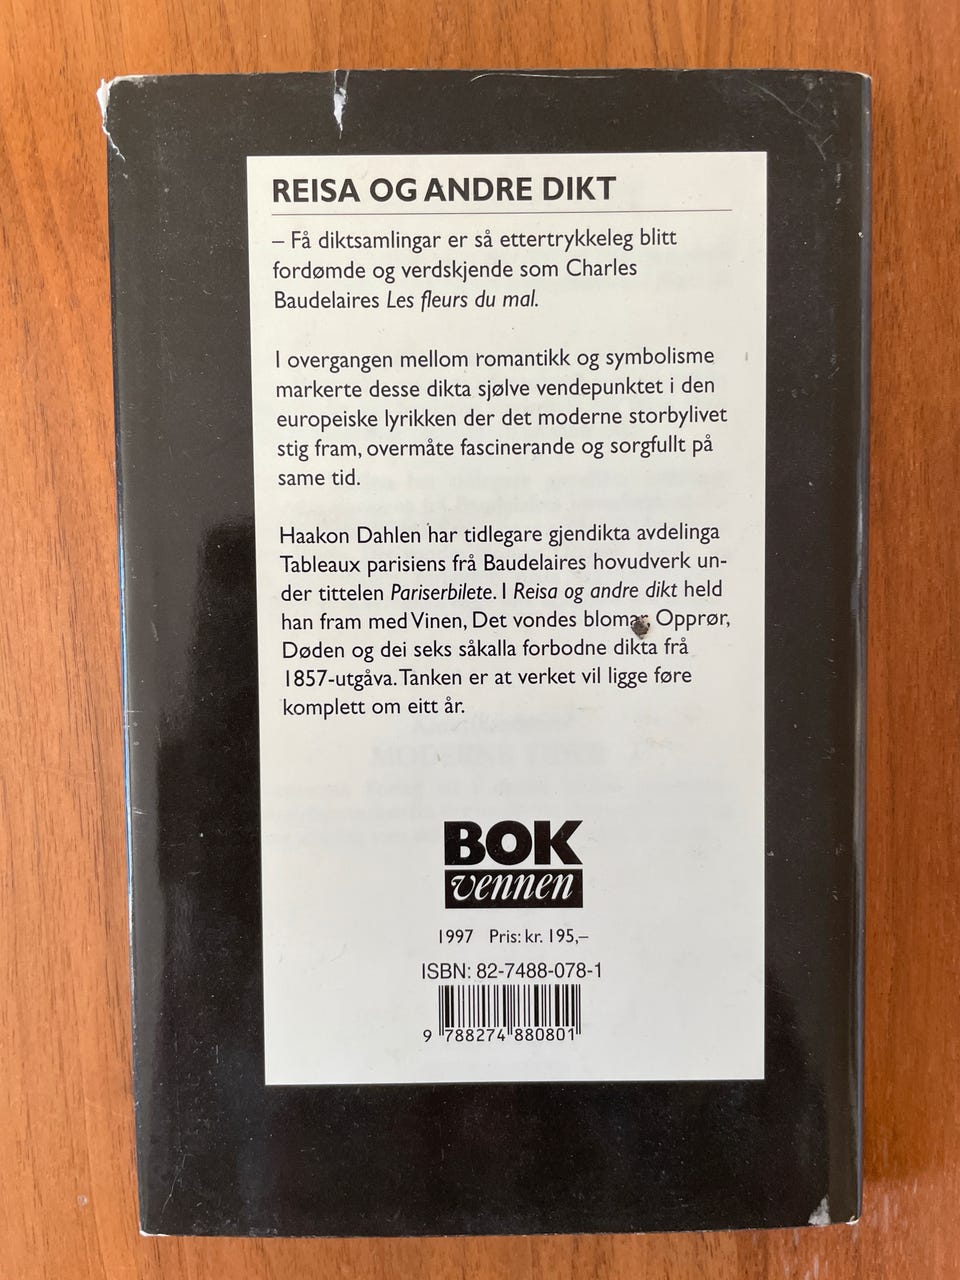 REISA OG ANDRE DIKT
– Få diktsamlingar er så ettertrykkeleg blitt
fordømde og verdskjende som Charles
Baudelaires Les fleurs du mal.
I overgangen mellom romantikk og symbolisme
markerte desse dikta sjølve vendepunktet i den
europeiske lyrikken der det moderne storbylivet
stig fram, overmåte fascinerande og sorgfullt på
same tid.
Haakon Dahlen har tidlegare gjendikta avdelinga
Tableaux parisiens frå Baudelaires hovudverk un-
der tittelen Pariserbilete. I Reisa og andre dikt held
han fram med Vinen, Det vondes blomar, Opprør,
Døden og dei seks såkalla forbodne dikta frå
1857-utgåva. Tanken er at verket vil ligge føre
komplett om eitt år.
BOK
vennen
1997 Pris: kr. 195,–
ISBN: 82-7488-078-1
9 788274 880801